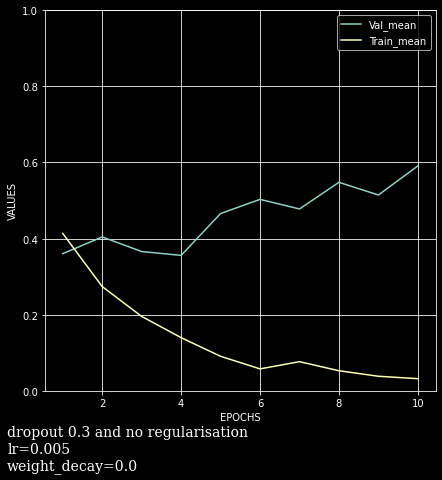 1.0
Val_mean
Train_mean
0.8
0.6
VALUES
0.4
0.2
0.0
2
4
6
8
10
EPOCHS
dropout 0.3 and no regularisation
lr=0.005
weight_decay=0.0